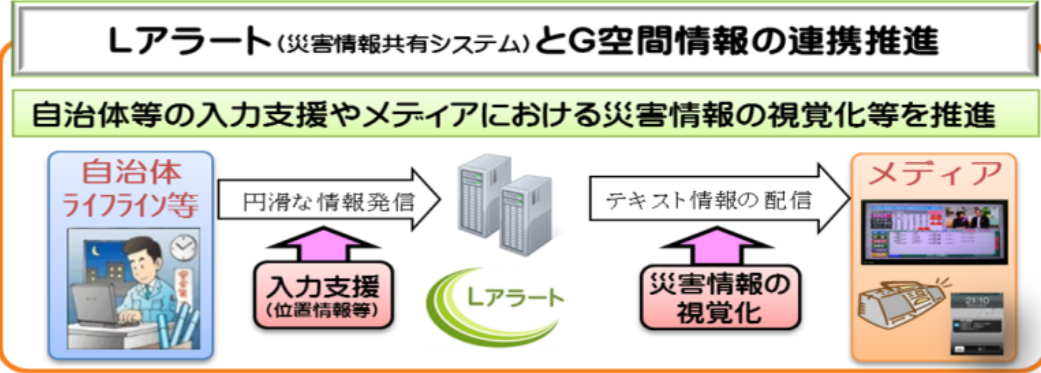 Lアラート(災害情報共有システム)とG空間情報の連携推進
自治体等の入力支援やメディアにおける災害情報の視覚化等を推進
自治体
ライフライン等
円滑な情報発信
入力支援
(位置情報等)
Lアラート
テキスト情報の配信
災害情報の
視覚化
メディア
21:10